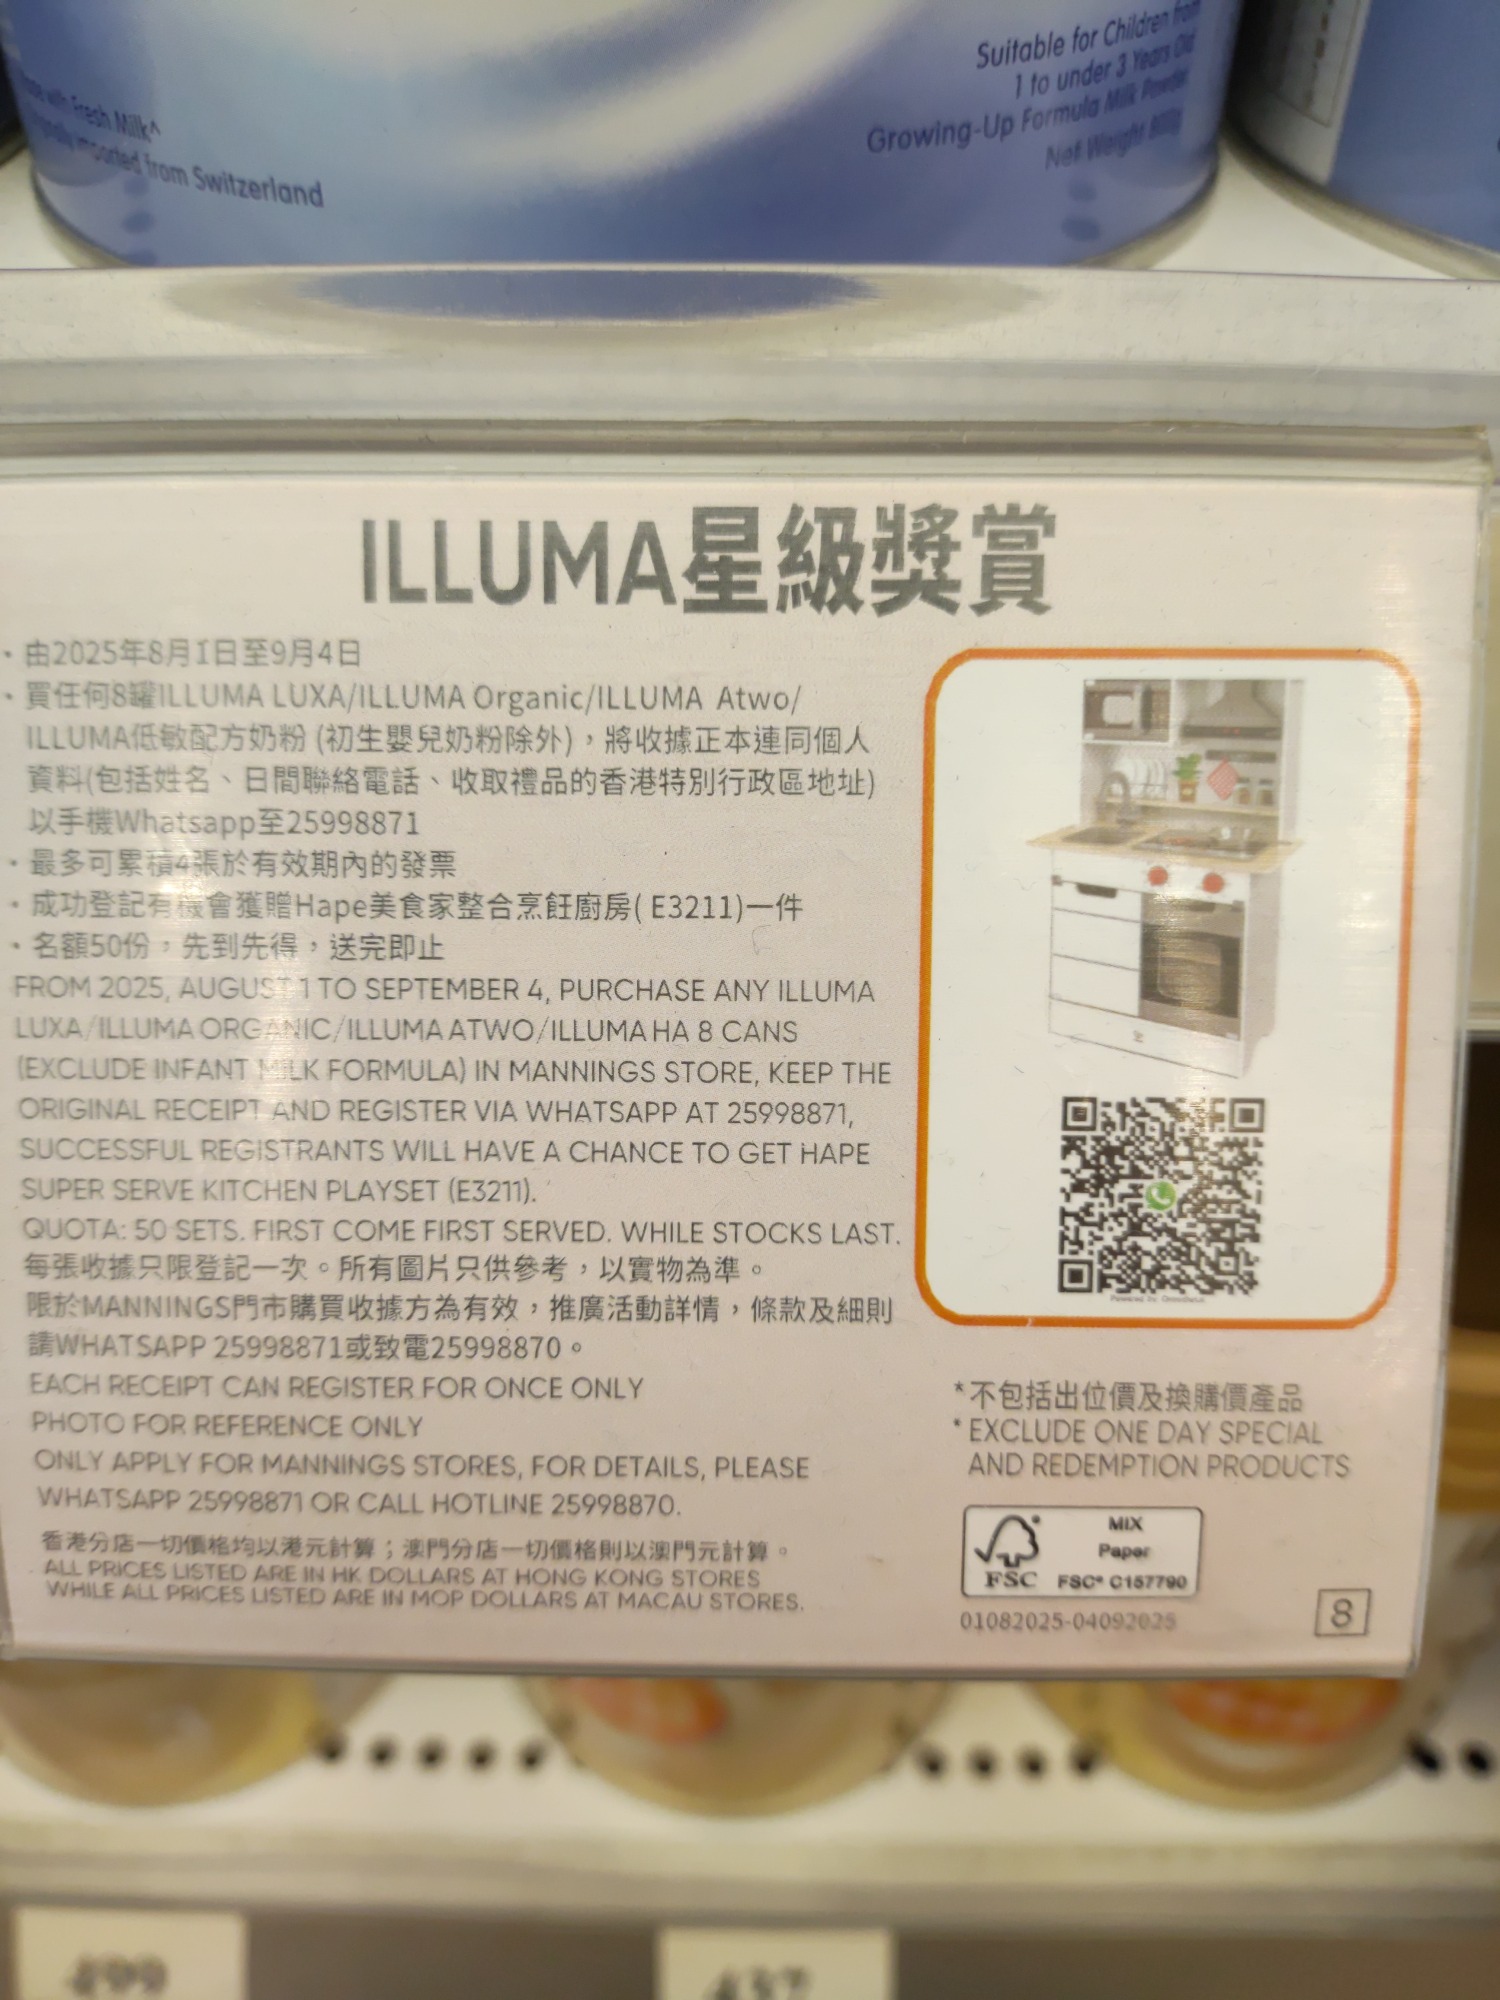 Suitable for Children from
1 to under 3 Years Old
Growing-Up Formula Milk Powder
Net Weight
with Fresh Milk^
imported from Switzerland
ILLUMA星級獎賞
· 由2025年8月1日至9月4日
· 買任何8罐ILLUMA LUXA/ILLUMA Organic/ILLUMA Atwo/
ILLUMA低敏配方奶粉 (初生嬰兒奶粉除外)，將收據正本連同個人
資料(包括姓名、日間聯絡電話、收取禮品的香港特別行政區地址)
以手機Whatsapp至25998871
· 最多可累積4張於有效期內的發票
· 成功登記有機會獲贈Hape美食家整合烹飪廚房( E3211)一件
· 名額50份，先到先得，送完即止
FROM 2025, AUGUST 1 TO SEPTEMBER 4, PURCHASE ANY ILLUMA
LUXA/ILLUMA ORGANIC/ILLUMA ATWO/ILLUMA HA 8 CANS
(EXCLUDE INFANT MILK FORMULA) IN MANNINGS STORE, KEEP THE
ORIGINAL RECEIPT AND REGISTER VIA WHATSAPP AT 25998871,
SUCCESSFUL REGISTRANTS WILL HAVE A CHANCE TO GET HAPE
SUPER SERVE KITCHEN PLAYSET (E3211).
QUOTA: 50 SETS. FIRST COME FIRST SERVED. WHILE STOCKS LAST.
每張收據只限登記一次。所有圖片只供參考，以實物為準。
限於MANNINGS門市購買收據方為有效，推廣活動詳情，條款及細則
請WHATSAPP 25998871或致電25998870。
EACH RECEIPT CAN REGISTER FOR ONCE ONLY
PHOTO FOR REFERENCE ONLY
ONLY APPLY FOR MANNINGS STORES, FOR DETAILS, PLEASE
WHATSAPP 25998871 OR CALL HOTLINE 25998870.
香港分店一切價格均以港元計算；澳門分店一切價格則以澳門元計算。
ALL PRICES LISTED ARE IN HK DOLLARS AT HONG KONG STORES
WHILE ALL PRICES LISTED ARE IN MOP DOLLARS AT MACAU STORES.
*不包括出位價及換購價產品
*EXCLUDE ONE DAY SPECIAL
AND REDEMPTION PRODUCTS
MIX
Paper
FSC
FSC® C157790
01082025-04092025
8